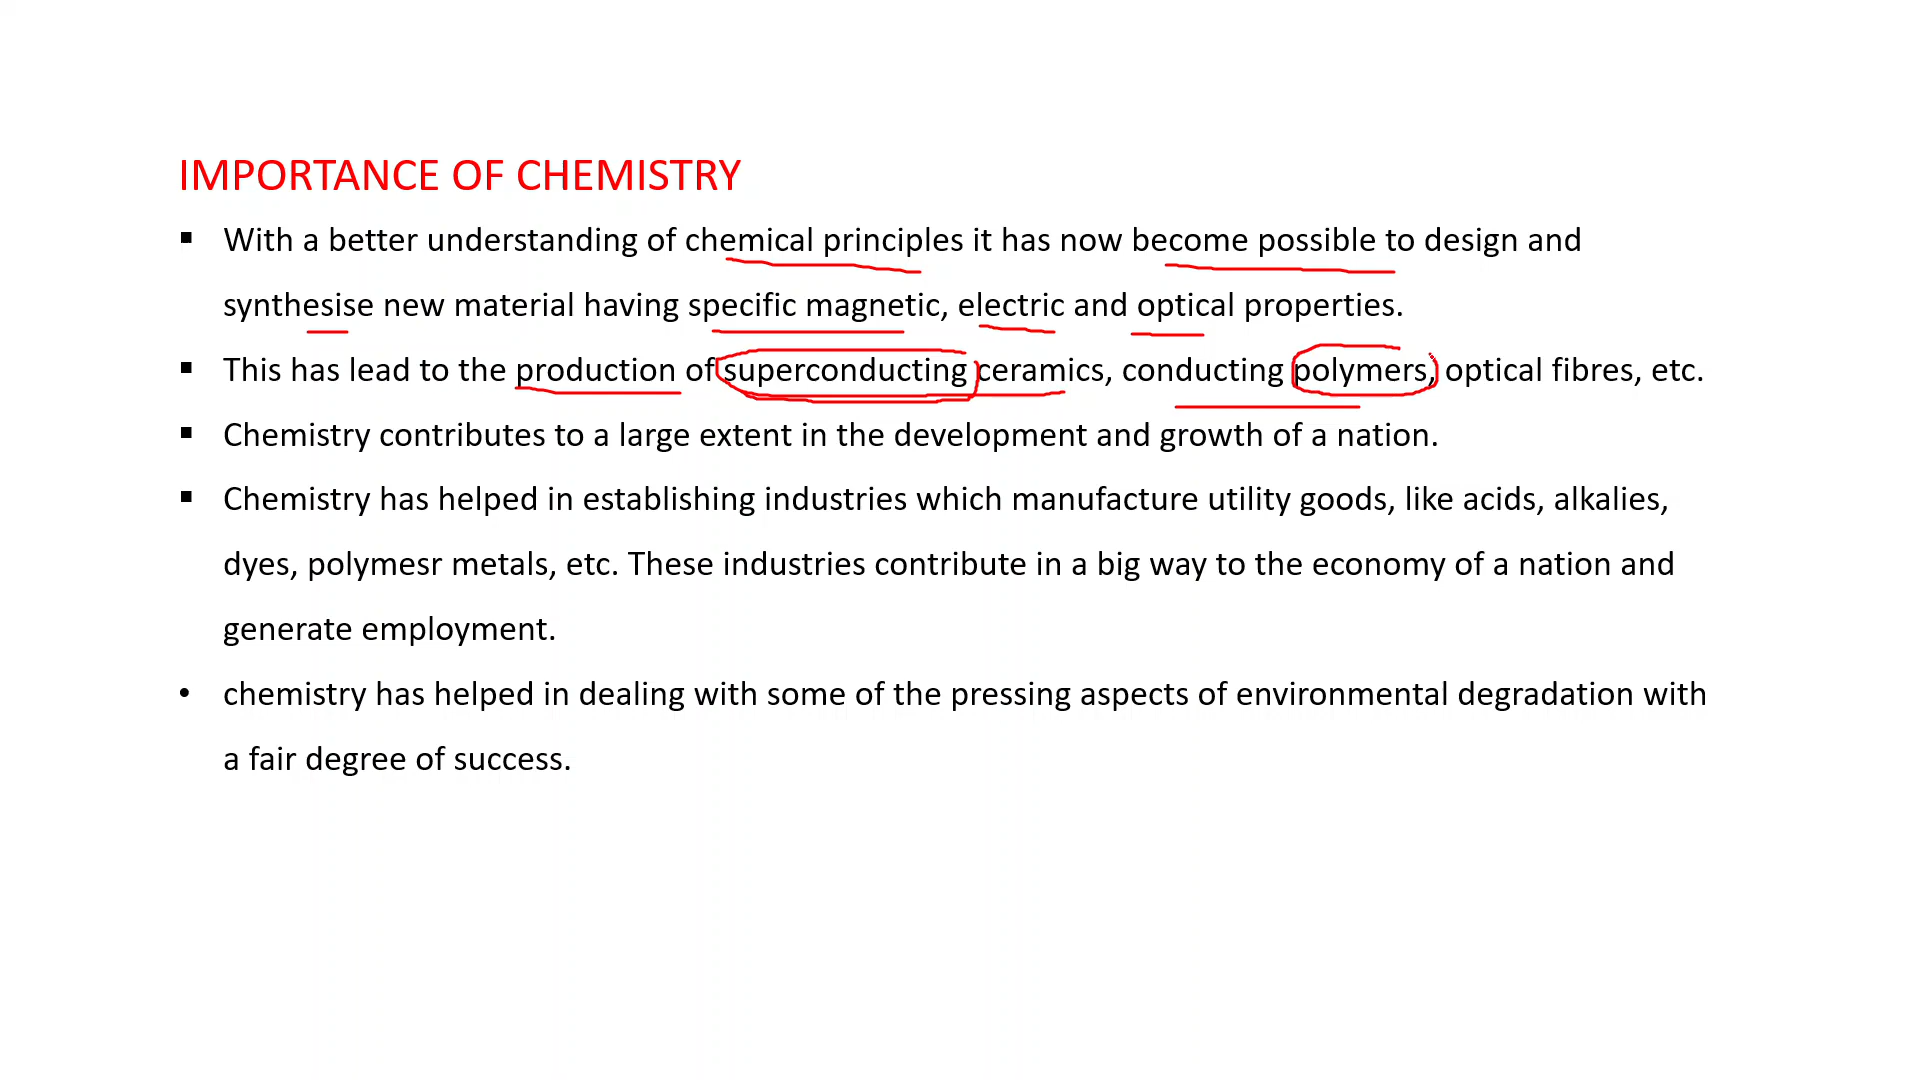 IMPORTANCE OF CHEMISTRY
▪ With a better understanding of chemical principles it has now become possible to design and
synthesise new material having specific magnetic, electric and optical properties.
▪ This has lead to the production of superconducting ceramics, conducting polymers, optical fibres, etc.
▪ Chemistry contributes to a large extent in the development and growth of a nation.
▪ Chemistry has helped in establishing industries which manufacture utility goods, like acids, alkalies,
dyes, polymesr metals, etc. These industries contribute in a big way to the economy of a nation and
generate employment.
• chemistry has helped in dealing with some of the pressing aspects of environmental degradation with
a fair degree of success.